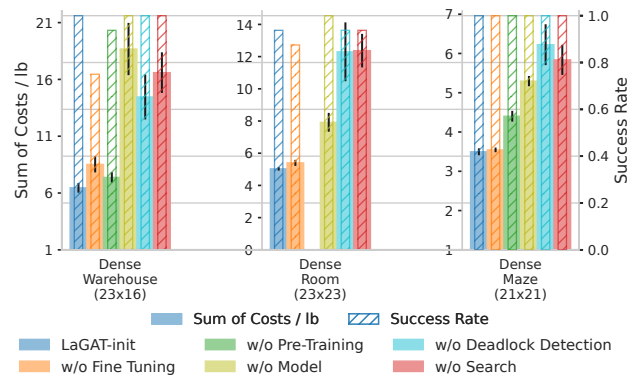 Sum of Costs / lb
21
16
11
6
1
14
12
10
8
6
4
2
0
7
6
5
4
3
2
1
1.0
0.8
0.6
0.4
0.2
0.0
Success Rate
Dense
Warehouse
(23x16)
Dense
Room
(23x23)
Dense
Maze
(21x21)
Sum of Costs / lb
Success Rate
LaGAT-init
w/o Pre-Training
w/o Deadlock Detection
w/o Fine Tuning
w/o Model
w/o Search